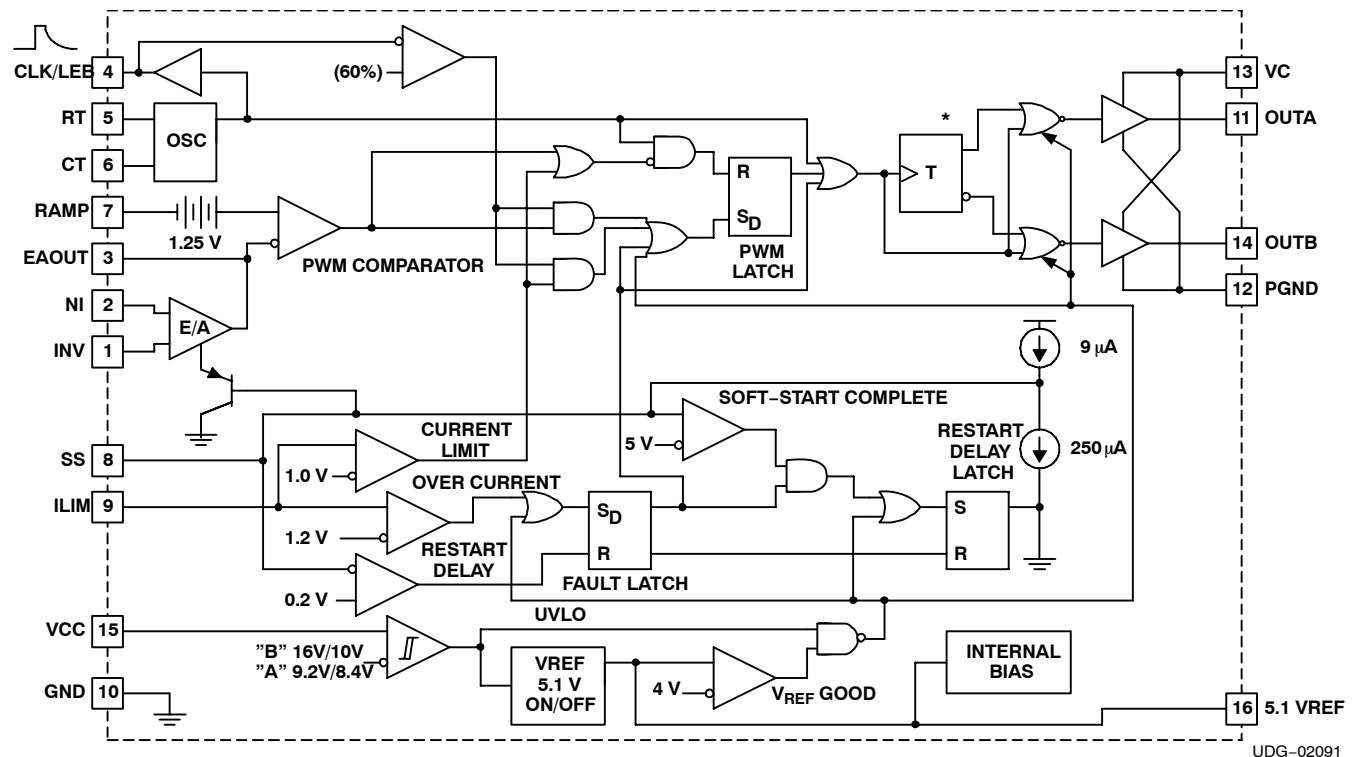 CLK/LEB 4
(60%)
13 VC
RT 5
OSC
*
11 OUTA
CT 6
R
T
RAMP 7
SD
1.25 V
EAOUT 3
PWM COMPARATOR
PWM
LATCH
14 OUTB
NI 2
12 PGND
E/A
INV 1
9 μA
SOFT−START COMPLETE
CURRENT
LIMIT
5 V
RESTART
DELAY
LATCH
250 μA
SS 8
1.0 V
OVER CURRENT
ILIM 9
SD
S
1.2 V
RESTART
DELAY
R
R
FAULT LATCH
0.2 V
UVLO
VCC 15
”B” 16V/10V
”A” 9.2V/8.4V
VREF
5.1 V
ON/OFF
INTERNAL
BIAS
4 V
VREF GOOD
GND 10
16 5.1 VREF
UDG−02091